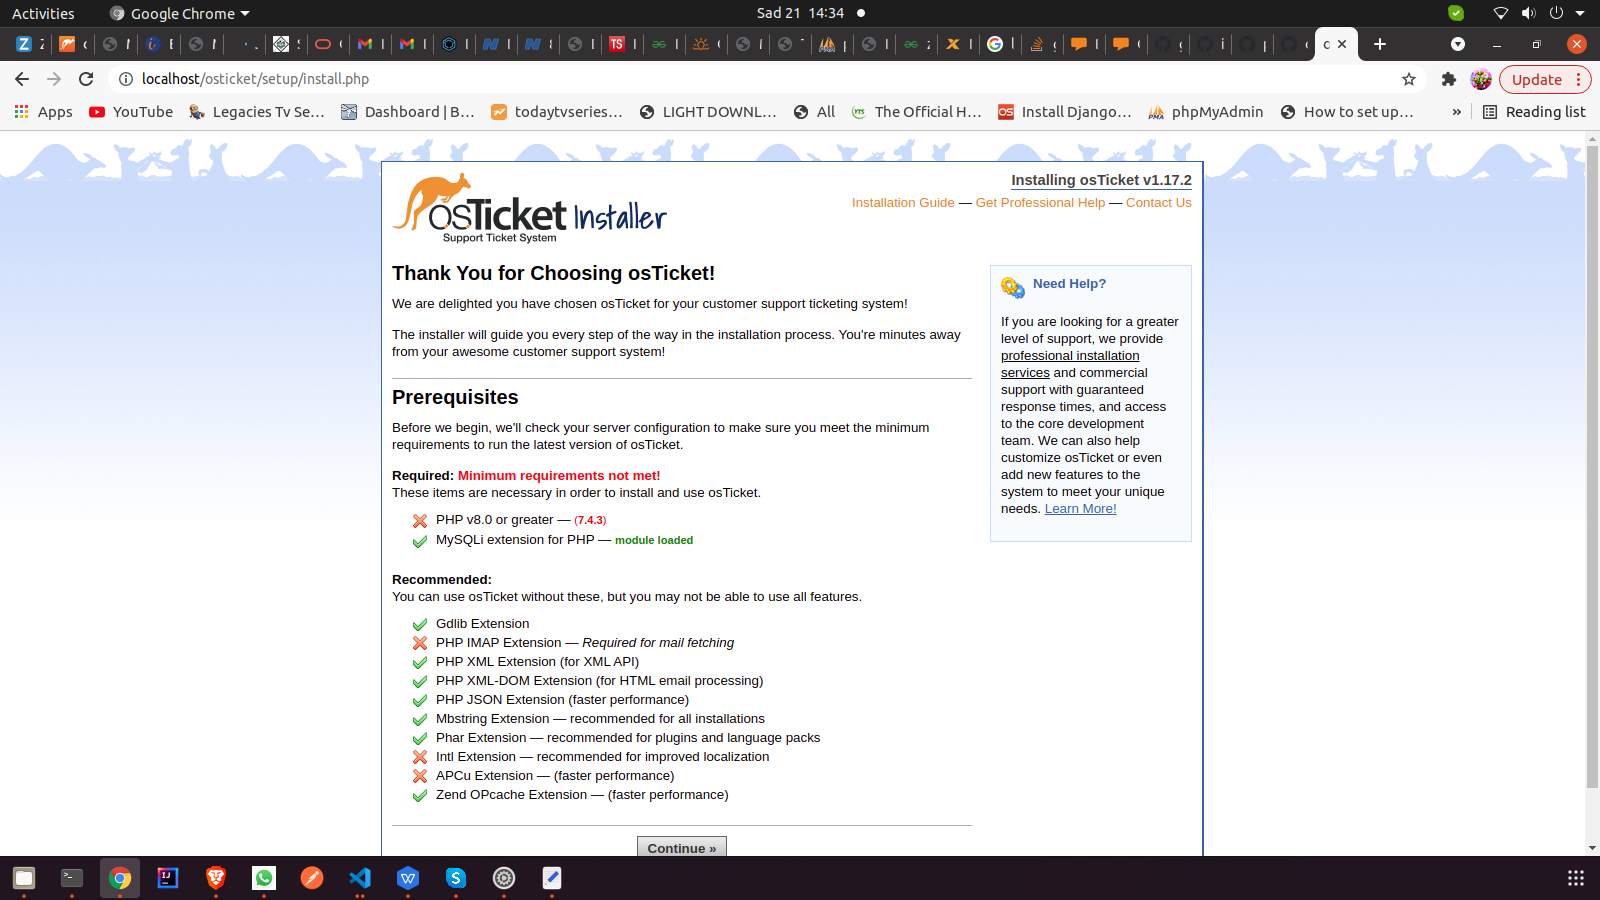 Activities
Google Chrome
Sad 21 14:34
localhost/osticket/setup/install.php
Update
Apps
YouTube
Legacies Tv Se...
Dashboard | B...
todaytvseries...
LIGHT DOWNL...
All
The Official H...
Install Django...
phpMyAdmin
How to set up...
»
Reading list
osTicket Installer
Support Ticket System
Installing osTicket v1.17.2
Installation Guide — Get Professional Help — Contact Us
Thank You for Choosing osTicket!
We are delighted you have chosen osTicket for your customer support ticketing system!
The installer will guide you every step of the way in the installation process. You're minutes away
from your awesome customer support system!
Prerequisites
Before we begin, we'll check your server configuration to make sure you meet the minimum
requirements to run the latest version of osTicket.
Required: Minimum requirements not met!
These items are necessary in order to install and use osTicket.
PHP v8.0 or greater — (7.4.3)
MySQLi extension for PHP — module loaded
Recommended:
You can use osTicket without these, but you may not be able to use all features.
Gdlib Extension
PHP IMAP Extension — Required for mail fetching
PHP XML Extension (for XML API)
PHP XML-DOM Extension (for HTML email processing)
PHP JSON Extension (faster performance)
Mbstring Extension — recommended for all installations
Phar Extension — recommended for plugins and language packs
Intl Extension — recommended for improved localization
APCu Extension — (faster performance)
Zend OPcache Extension — (faster performance)
Continue »
Need Help?
If you are looking for a greater
level of support, we provide
professional installation
services and commercial
support with guaranteed
response times, and access
to the core development
team. We can also help
customize osTicket or even
add new features to the
system to meet your unique
needs. Learn More!